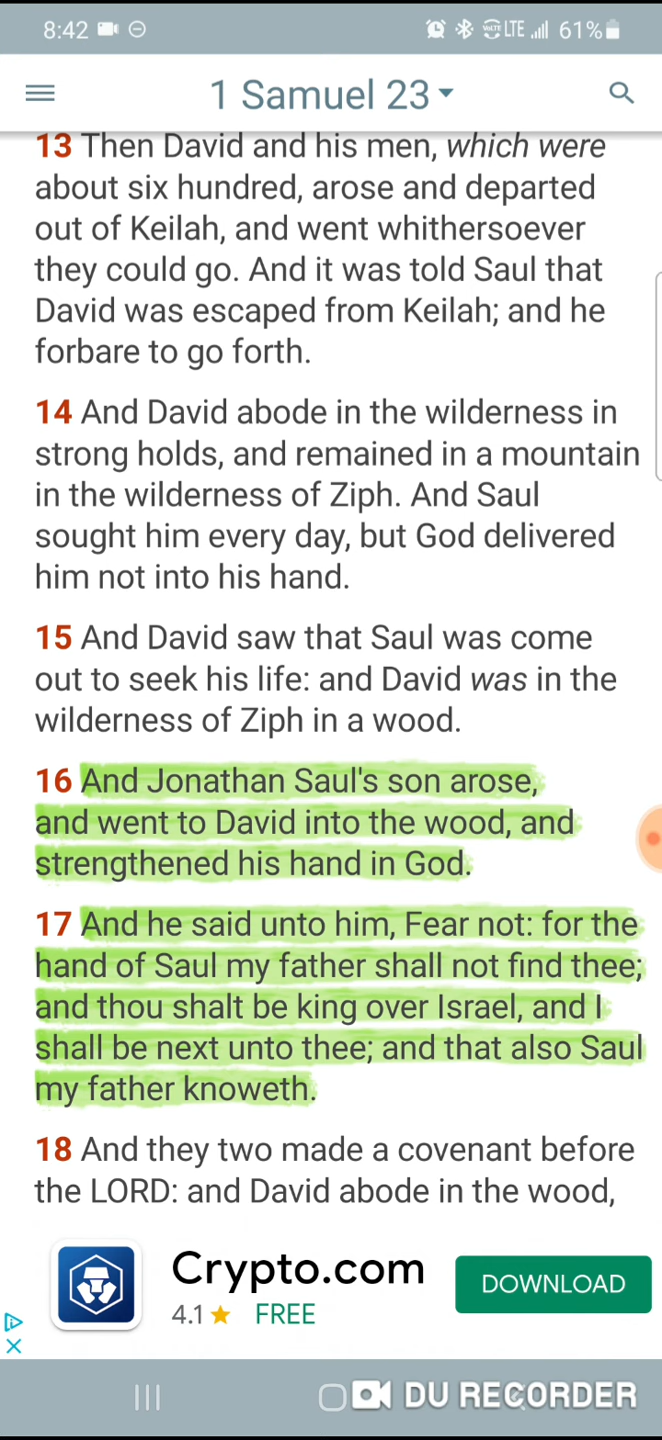 8:42 LTE 61%
1 Samuel 23
13 Then David and his men, which were
about six hundred, arose and departed
out of Keilah, and went whithersoever
they could go. And it was told Saul that
David was escaped from Keilah; and he
forbare to go forth.
14 And David abode in the wilderness in
strong holds, and remained in a mountain
in the wilderness of Ziph. And Saul
sought him every day, but God delivered
him not into his hand.
15 And David saw that Saul was come
out to seek his life: and David was in the
wilderness of Ziph in a wood.
16 And Jonathan Saul's son arose,
and went to David into the wood, and
strengthened his hand in God.
17 And he said unto him, Fear not: for the
hand of Saul my father shall not find thee;
and thou shalt be king over Israel, and I
shall be next unto thee; and that also Saul
my father knoweth.
18 And they two made a covenant before
the LORD: and David abode in the wood,
Crypto.com
4.1 FREE
DOWNLOAD
DU RECORDER